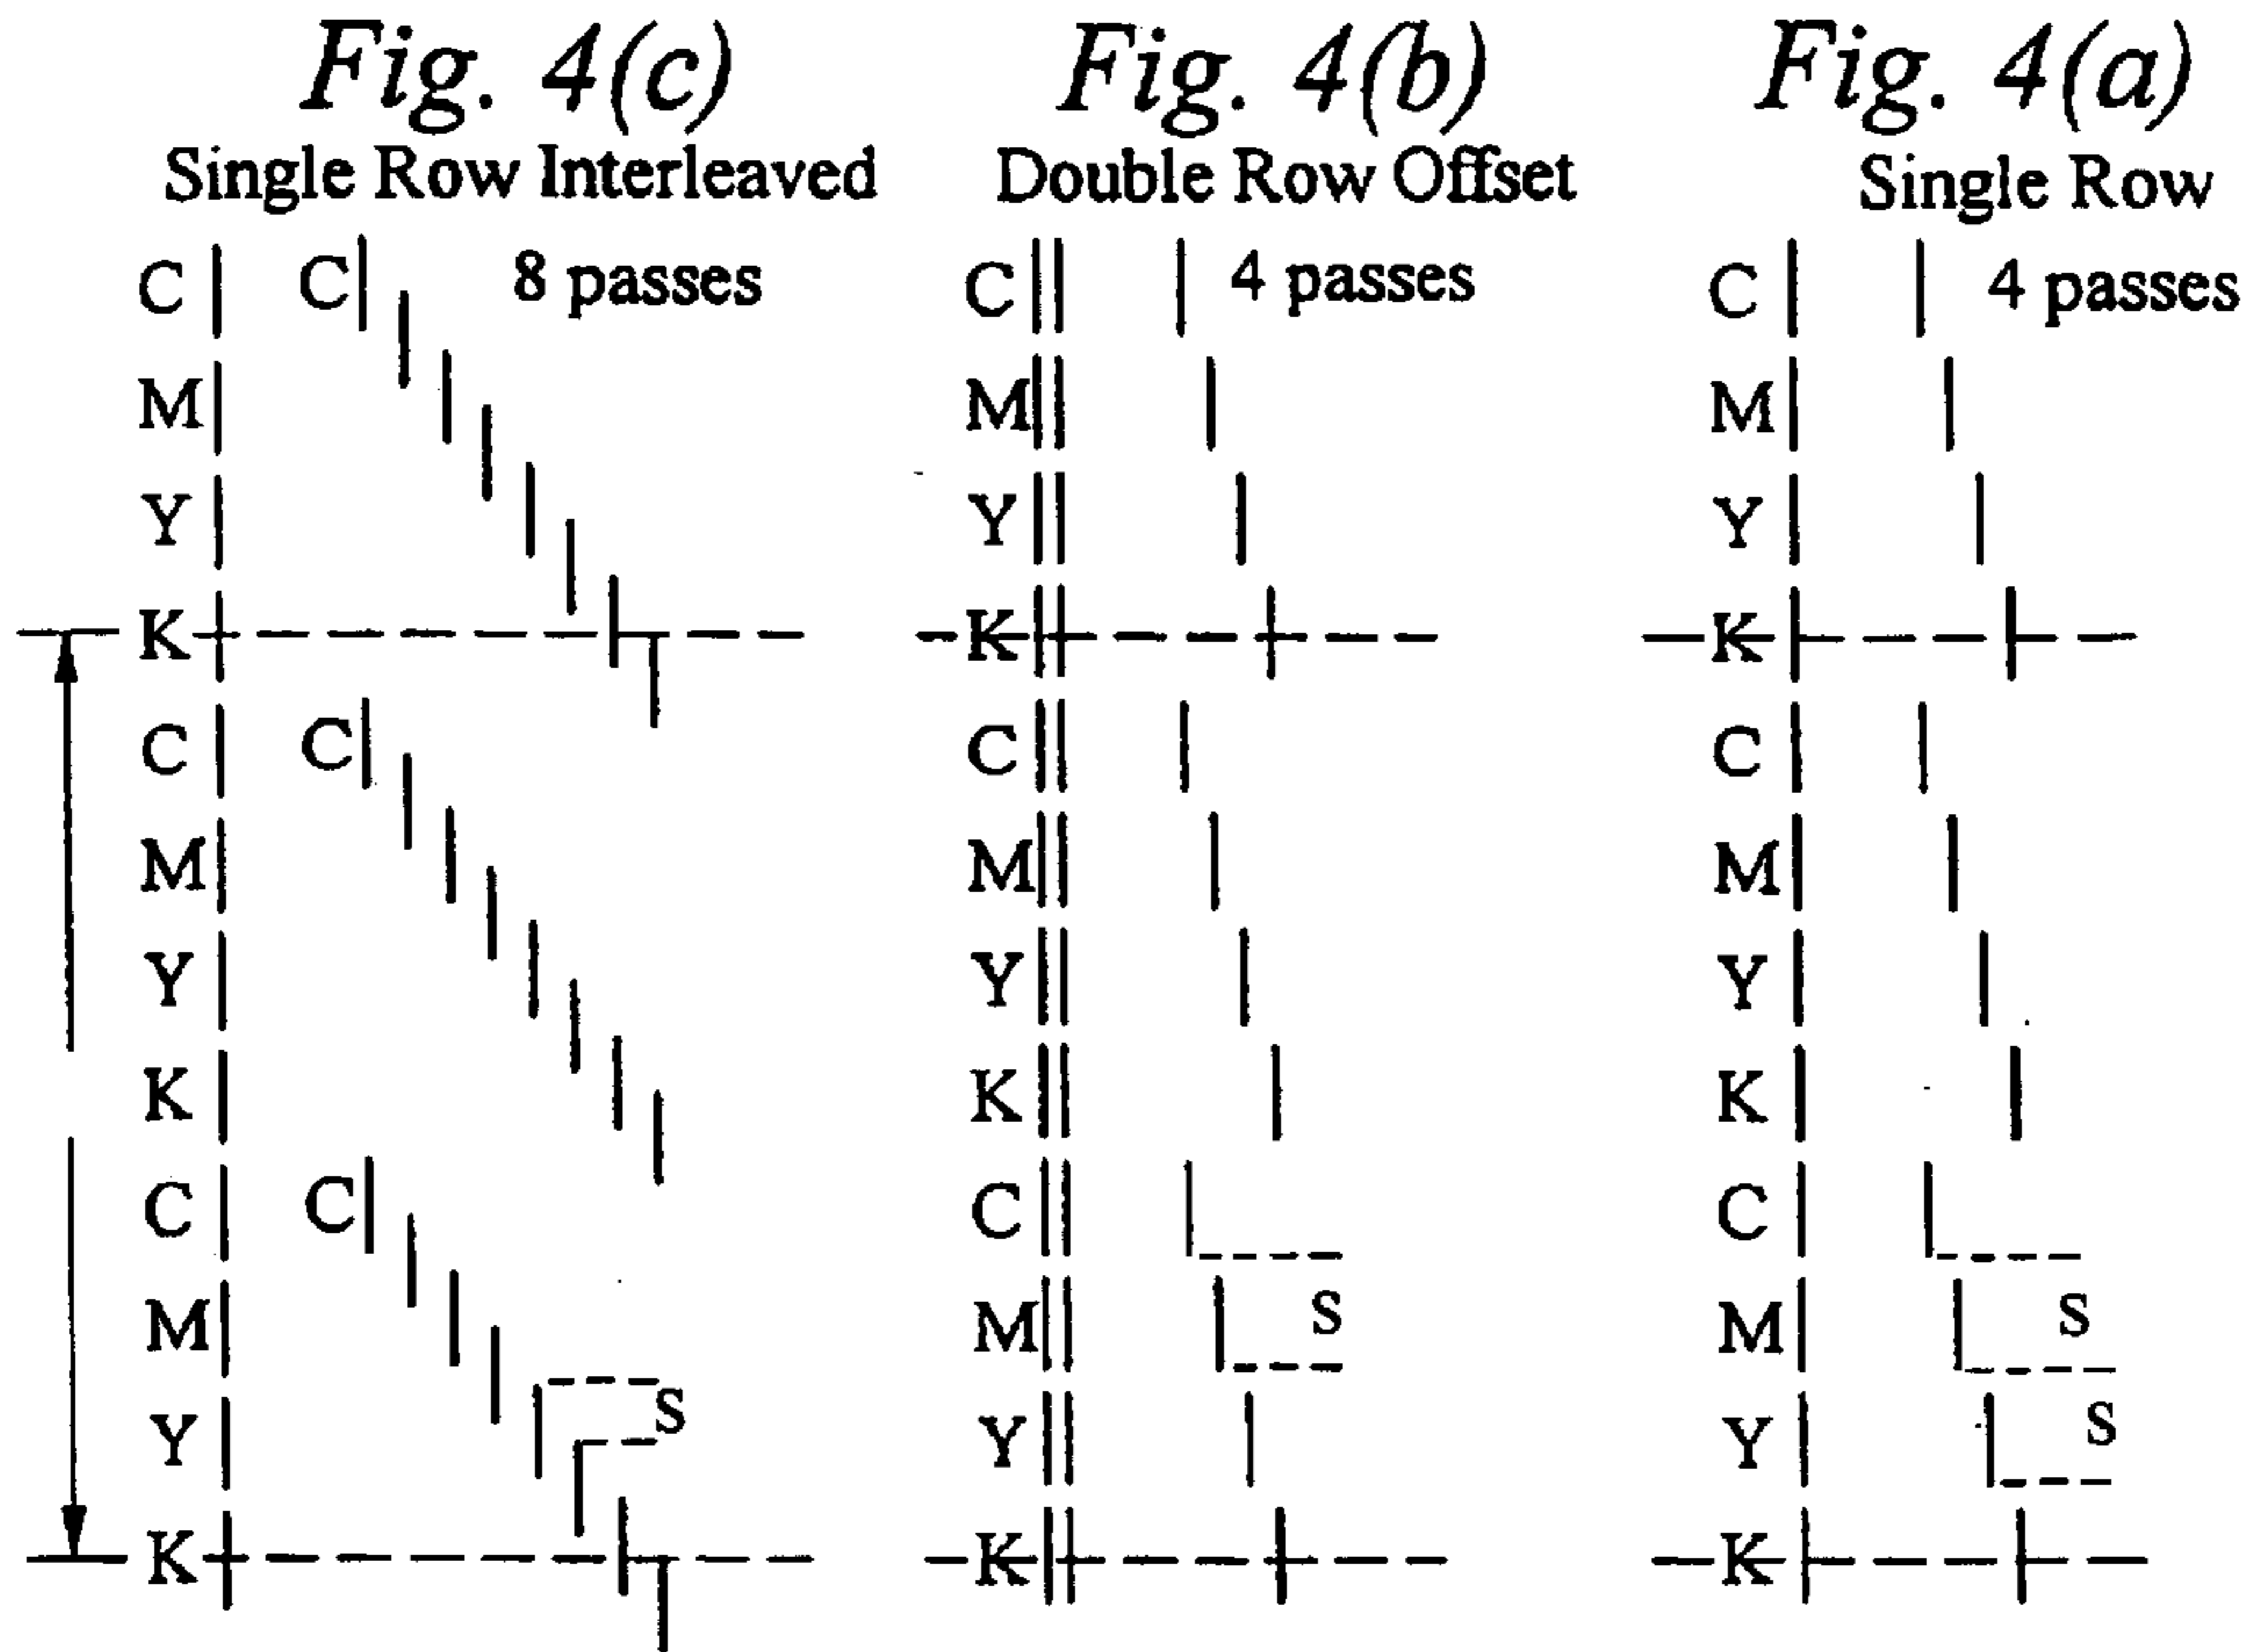 Fig. 4(c)
Single Row Interleaved
C C 8 passes
M
Y
K
C C
M
Y
K
C C
M
S
Y
K
Fig. 4(b)
Double Row Offset
C 4 passes
M
Y
K
C
M
Y
K
C
M S
Y
K
Fig. 4(a)
Single Row
C 4 passes
M
Y
K
C
M
Y
K
C
M S
Y S
K